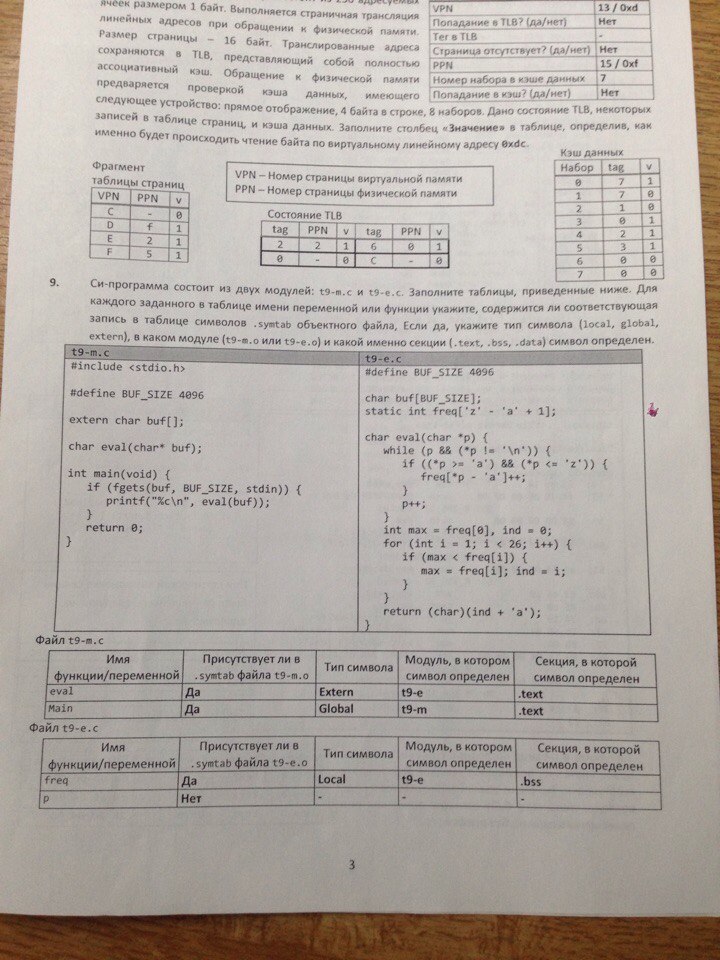 размером 1 байт. Выполняется страничная трансляция
линейных адресов при обращении к физической памяти.
Размер страницы – 16 байт. Транслированные адреса
сохраняются в TLB, представляющий собой полностью
ассоциативный кэш. Обращение к физической памяти
предваряется проверкой кэша данных, имеющего
VPN 13 / 0xd
Попадание в TLB? (да/нет) Нет
Тег в TLB -
Страница отсутствует? (да/нет) Нет
PPN 15 / 0xf
Номер набора в кэше данных 7
Попадание в кэш? (да/нет) Нет
следующее устройство: прямое отображение, 4 байта в строке, 8 наборов. Дано состояние TLB, некоторых
записей в таблице страниц, и кэша данных. Заполните столбец «Значение» в таблице, определив, как
именно будет происходить чтение байта по виртуальному линейному адресу 0xdc.
Фрагмент
таблицы страниц
VPN PPN v
C - 0
D f 1
E 2 1
F 5 1
VPN – Номер страницы виртуальной памяти
PPN – Номер страницы физической памяти
Состояние TLB
tag PPN v tag PPN v
2 2 1 6 0 1
0 - 0 C - 0
Кэш данных
Набор tag v
0 7 1
1 7 0
2 1 0
3 0 1
4 2 1
5 3 1
6 0 0
7 0 0
9. Си-программа состоит из двух модулей: t9-m.c и t9-e.c. Заполните таблицы, приведенные ниже. Для
каждого заданного в таблице имени переменной или функции укажите, содержится ли соответствующая
запись в таблице символов .symtab объектного файла, Если да, укажите тип символа (local, global,
extern), в каком модуле (t9-m.o или t9-e.o) и какой именно секции (.text, .bss, .data) символ определен.
t9-m.c
#include <stdio.h>
#define BUF_SIZE 4096
extern char buf[];
char eval(char* buf);
int main(void) {
if (fgets(buf, BUF_SIZE, stdin)) {
printf("%c\n", eval(buf));
}
return 0;
}
t9-e.c
#define BUF_SIZE 4096
char buf[BUF_SIZE];
static int freq['z' - 'a' + 1];
char eval(char *p) {
while (p && (*p != '\n')) {
if ((*p >= 'a') && (*p <= 'z')) {
freq[*p - 'a']++;
}
p++;
}
int max = freq[0], ind = 0;
for (int i = 1; i < 26; i++) {
if (max < freq[i]) {
max = freq[i]; ind = i;
}
}
return (char)(ind + 'a');
}
Файл t9-m.c
Имя функции/переменной Присутствует ли в .symtab файла t9-m.o Тип символа Модуль, в котором символ определен Секция, в которой символ определен
eval Да Extern t9-e .text
Main Да Global t9-m .text
Файл t9-e.c
Имя функции/переменной Присутствует ли в .symtab файла t9-e.o Тип символа Модуль, в котором символ определен Секция, в которой символ определен
freq Да Local t9-e .bss
p Нет - - -
3